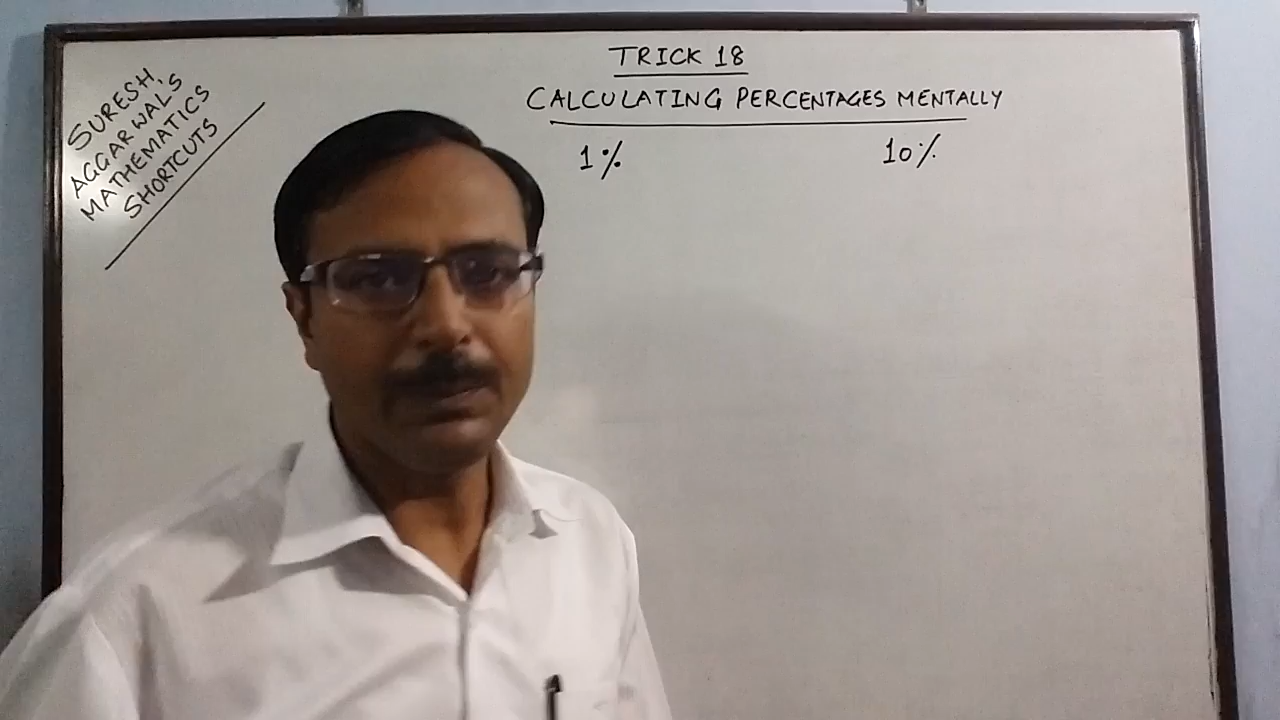 SURESH
AGGARWAL'S
MATHEMATICS
SHORTCUTS
TRICK 18
CALCULATING PERCENTAGES MENTALLY
1% 10%